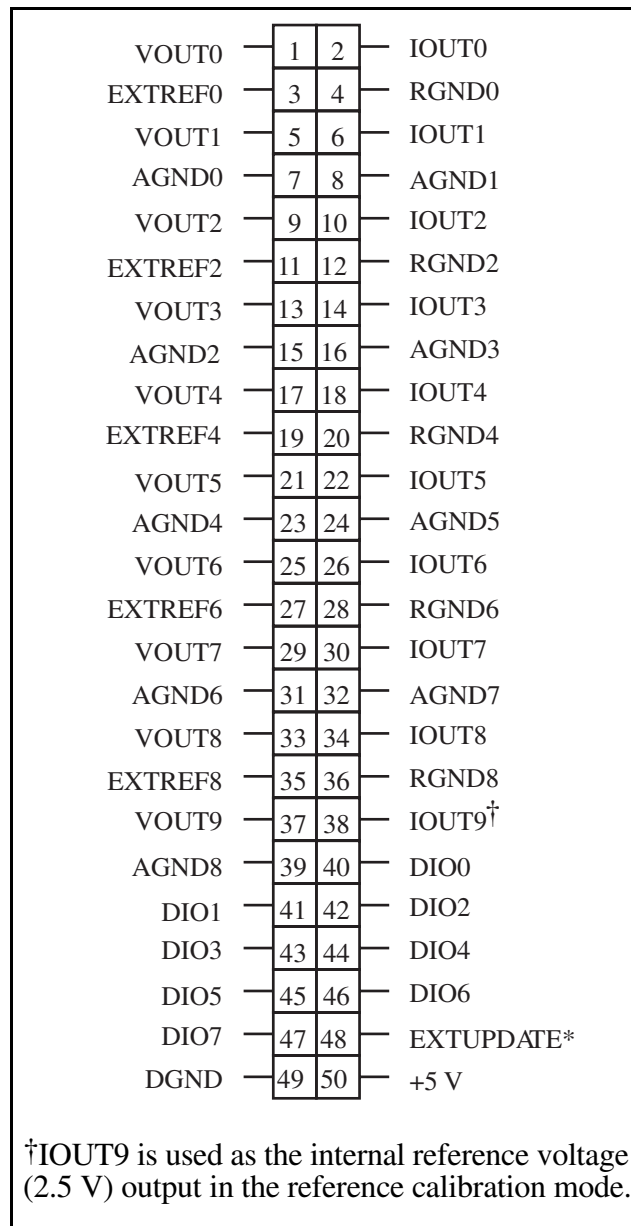 VOUT0 1 2 IOUT0
EXTREF0 3 4 RGND0
VOUT1 5 6 IOUT1
AGND0 7 8 AGND1
VOUT2 9 10 IOUT2
EXTREF2 11 12 RGND2
VOUT3 13 14 IOUT3
AGND2 15 16 AGND3
VOUT4 17 18 IOUT4
EXTREF4 19 20 RGND4
VOUT5 21 22 IOUT5
AGND4 23 24 AGND5
VOUT6 25 26 IOUT6
EXTREF6 27 28 RGND6
VOUT7 29 30 IOUT7
AGND6 31 32 AGND7
VOUT8 33 34 IOUT8
EXTREF8 35 36 RGND8
VOUT9 37 38 IOUT9†
AGND8 39 40 DIO0
DIO1 41 42 DIO2
DIO3 43 44 DIO4
DIO5 45 46 DIO6
DIO7 47 48 EXTUPDATE*
DGND 49 50 +5 V
†IOUT9 is used as the internal reference voltage
(2.5 V) output in the reference calibration mode.